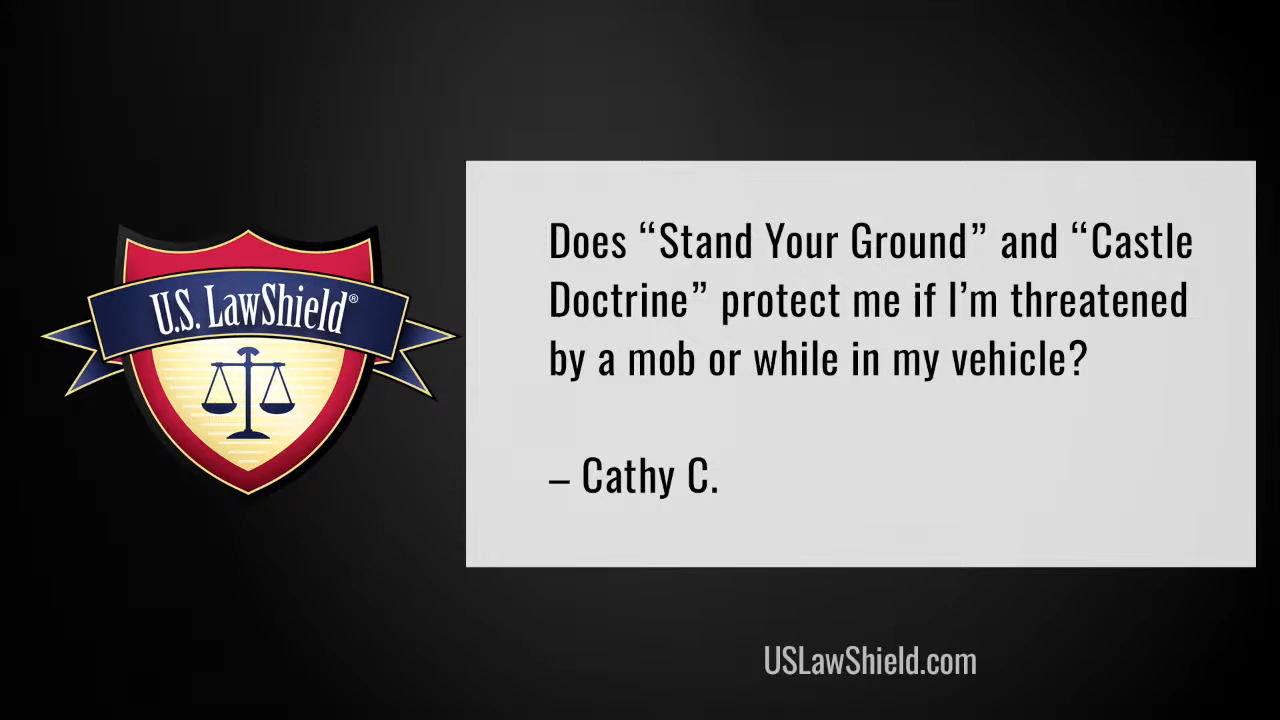 U.S. LawShield®
Does “Stand Your Ground” and “Castle
Doctrine” protect me if I’m threatened
by a mob or while in my vehicle?
– Cathy C.
USLawShield.com